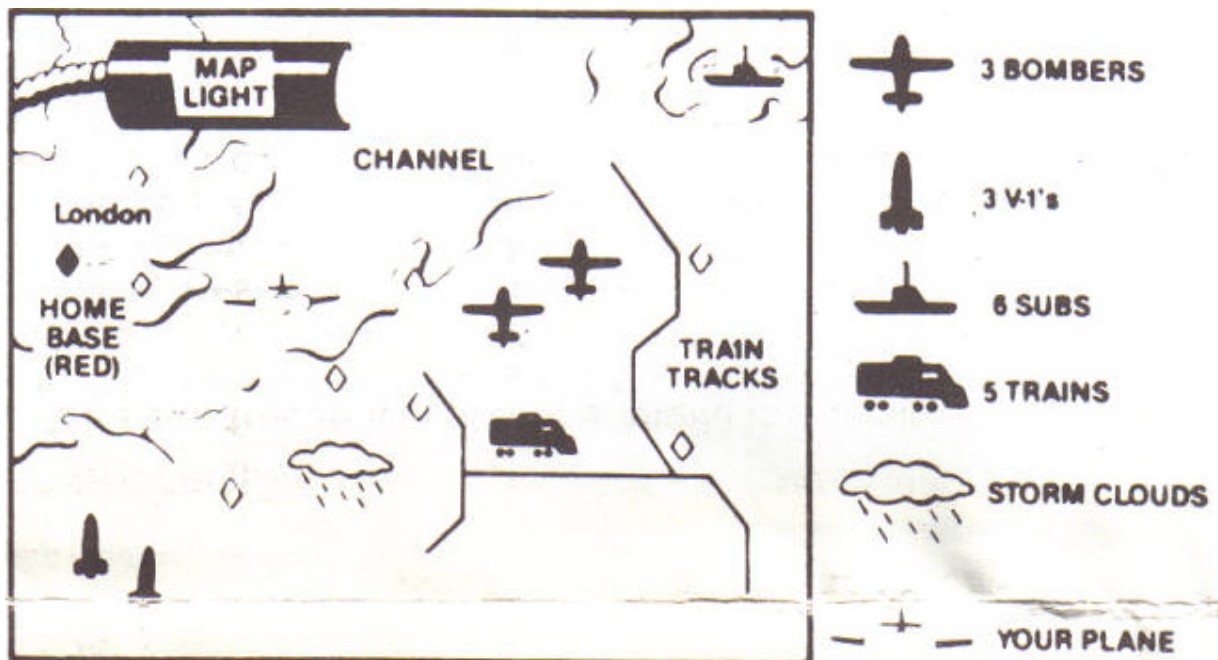 MAP
LIGHT
CHANNEL
London
HOME
BASE
(RED)
TRAIN
TRACKS
3 BOMBERS
3 V-1's
6 SUBS
5 TRAINS
STORM CLOUDS
YOUR PLANE